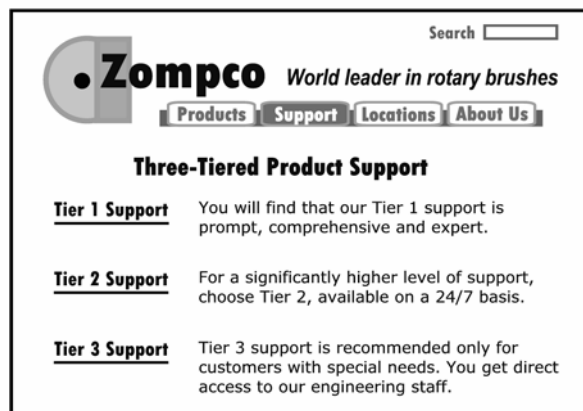 Search
Zompco World leader in rotary brushes
Products Support Locations About Us
Three-Tiered Product Support
Tier 1 Support You will find that our Tier 1 support is
prompt, comprehensive and expert.
Tier 2 Support For a significantly higher level of support,
choose Tier 2, available on a 24/7 basis.
Tier 3 Support Tier 3 support is recommended only for
customers with special needs. You get direct
access to our engineering staff.